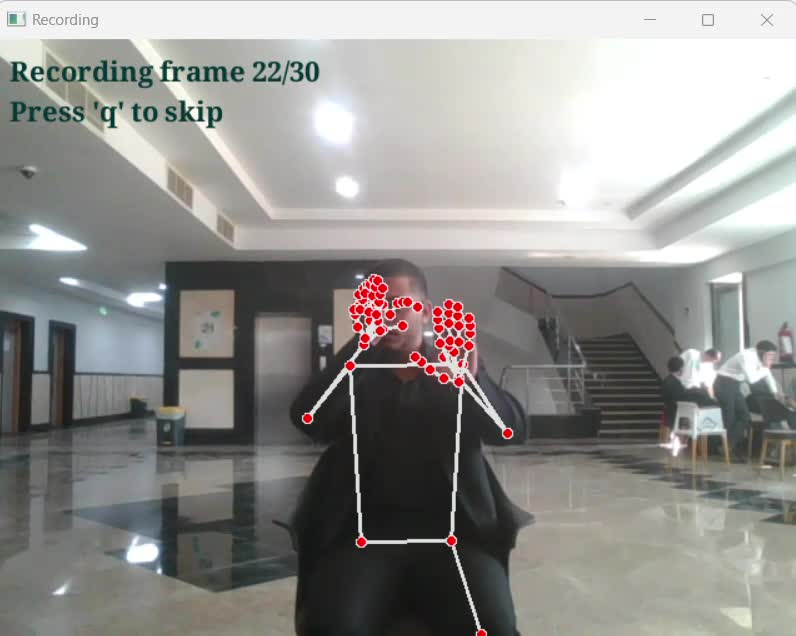 Recording
Recording frame 22/30
Press 'q' to skip